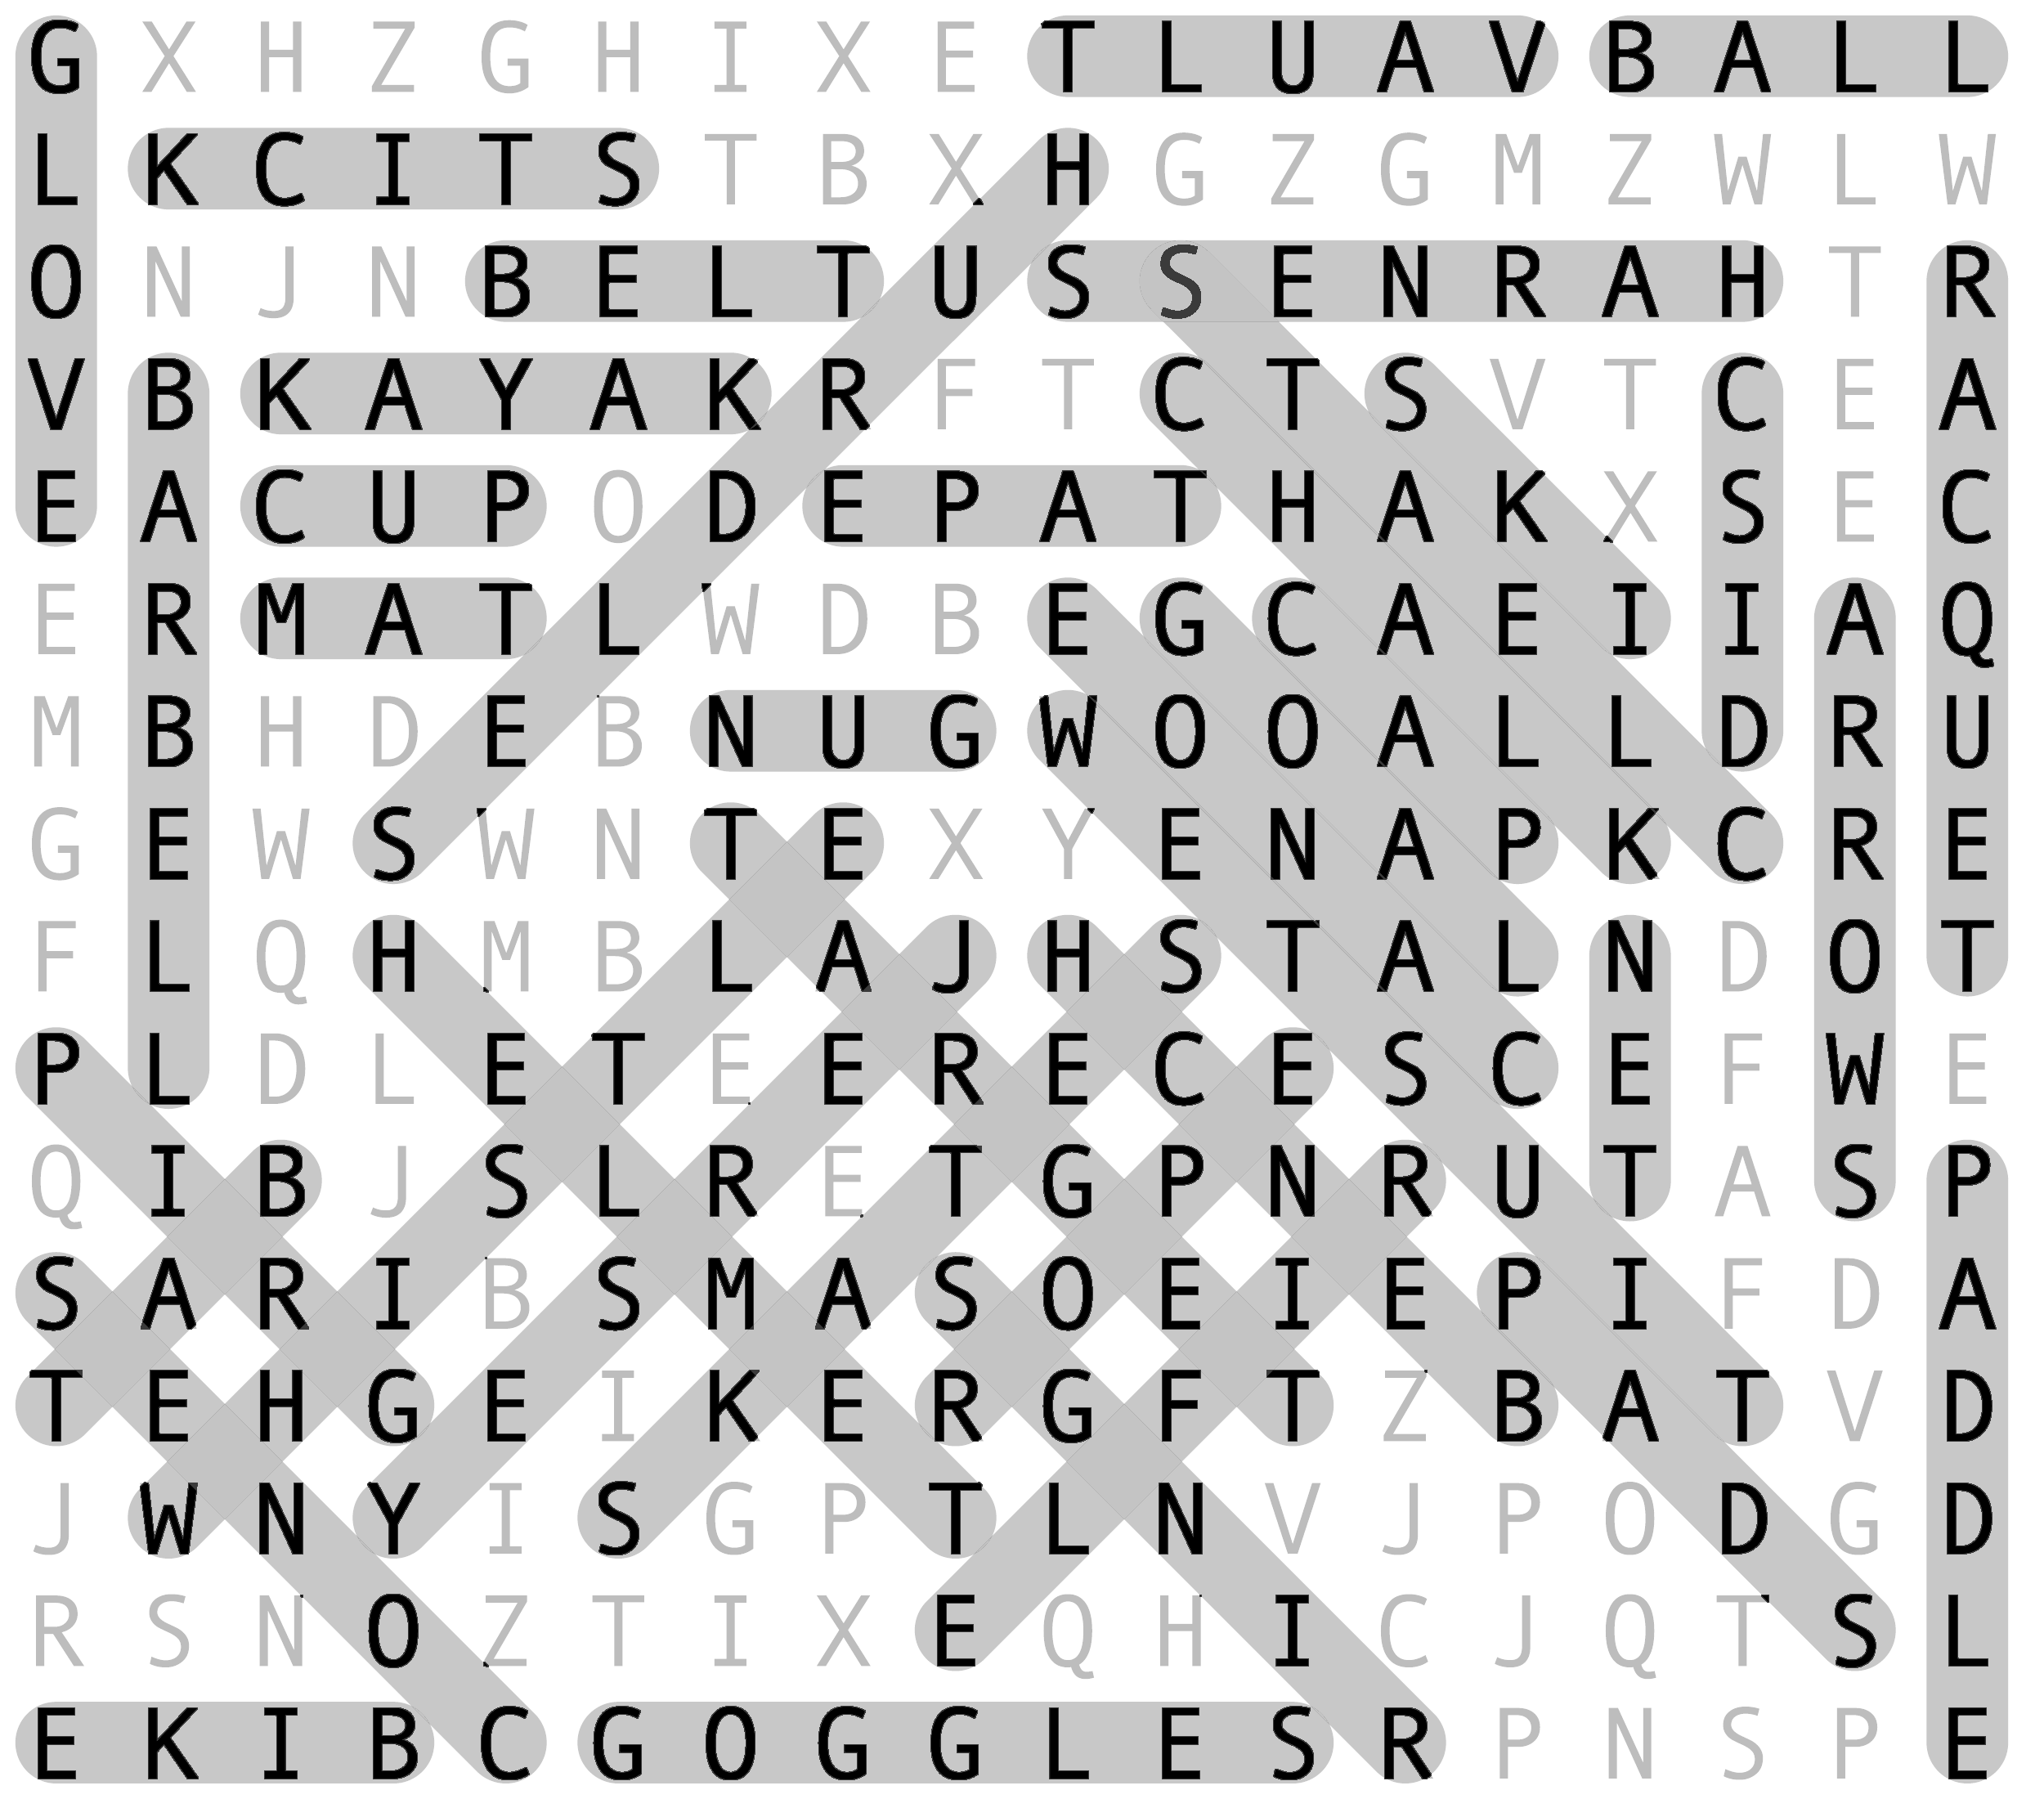 G X H Z G H I X E T L U A V B A L L
L K C I T S T B X H G Z G M Z W L W
O N J N B E L T U S S E N R A H T R
V B K A Y A K R F T C T S V T C E A
E A C U P O D E P A T H A K X S E C
E R M A T L W D B E G C A E I I A Q
M B H D E B N U G W O O A L L D R U
G E W S W N T E X Y E N A P K C R E
F L Q H M B L A J H S T A L N D O T
P L D L E T E E R E C E S C E F W E
Q I B J S L R E T G P N R U T A S P
S A R I B S M A S O E I E P I F D A
T E H G E I K E R G F T Z B A T V D
J W N Y I S G P T L N V J P O D G D
R S N O Z T I X E Q H I C J Q T S L
E K I B C G O G G L E S R P N S P E